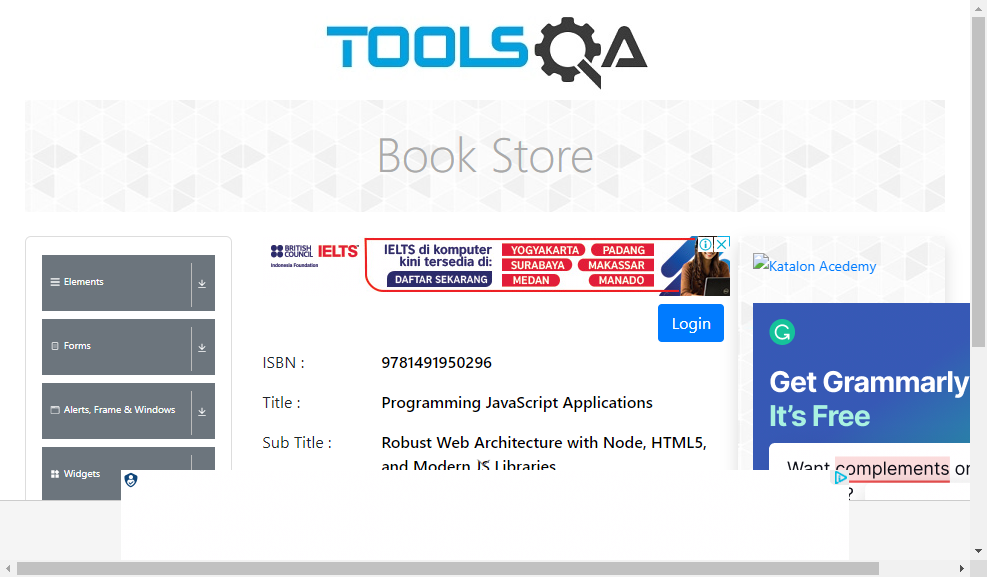 TOOLSQA
Book Store
Elements
Forms
Alerts, Frame & Windows
Widgets
BRITISH COUNCIL IELTS
Indonesia Foundation
IELTS di komputer
kini tersedia di:
DAFTAR SEKARANG
YOGYAKARTA PADANG
SURABAYA MAKASSAR
MEDAN MANADO
Login
ISBN : 9781491950296
Title : Programming JavaScript Applications
Sub Title : Robust Web Architecture with Node, HTML5,
and Modern JS Libraries
Katalon Acedemy
G
Get Grammarly
It's Free
Want complements or
?